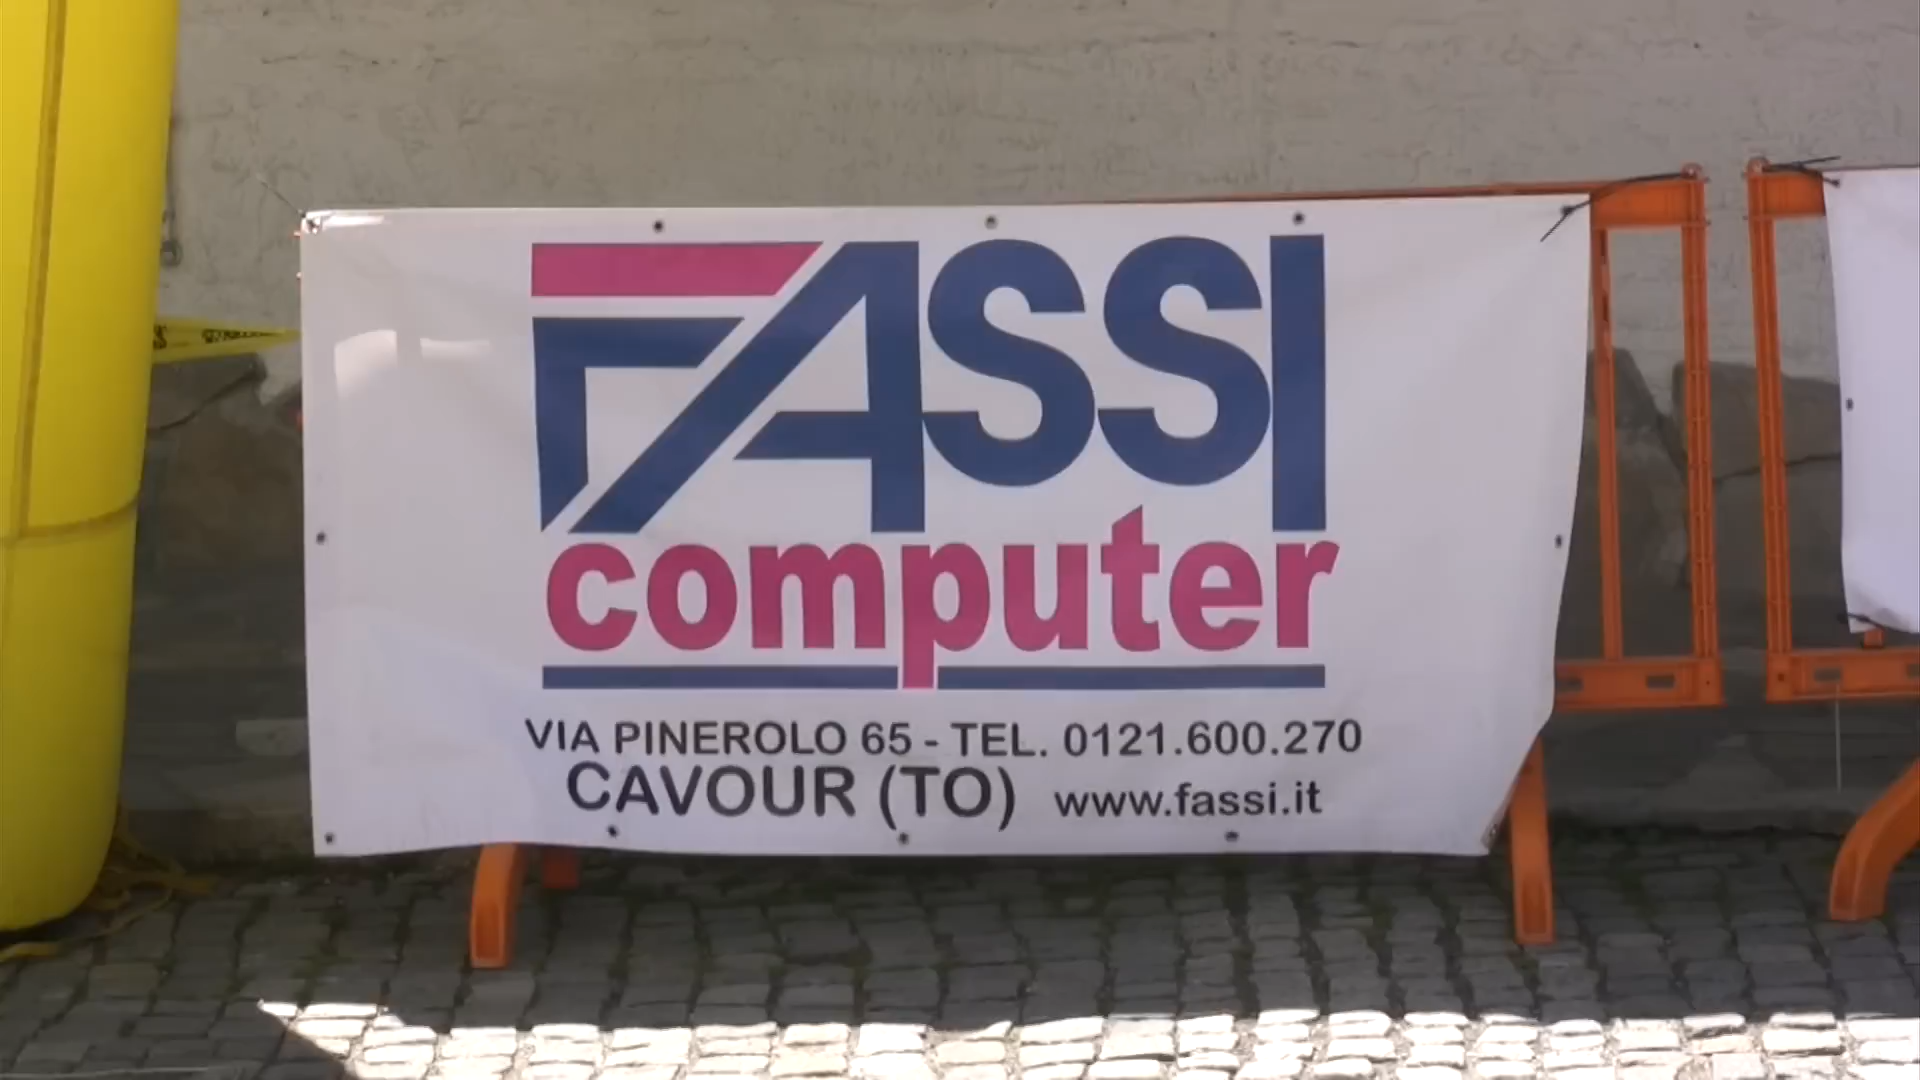 FASSI
computer
VIA PINEROLO 65 - TEL. 0121.600.270
CAVOUR (TO) www.fassi.it